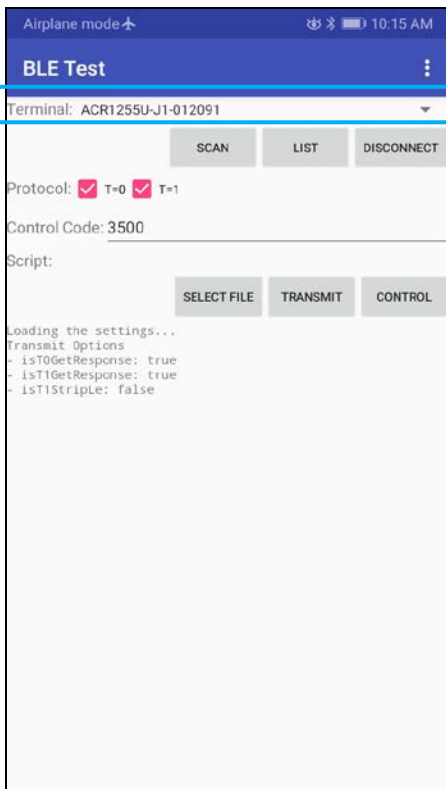 Airplane mode 10:15 AM
BLE Test
Terminal: ACR1255U-J1-012091
SCAN LIST DISCONNECT
Protocol: T=0 T=1
Control Code: 3500
Script:
SELECT FILE TRANSMIT CONTROL
Loading the settings...
Transmit Options
- isT0GetResponse: true
- isT1GetResponse: true
- isT1StripLe: false